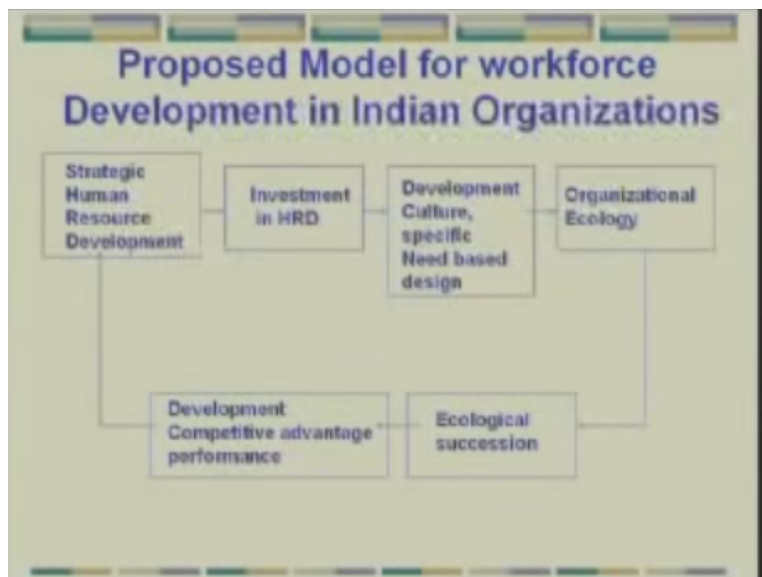 Proposed Model for workforce
Development in Indian Organizations
Strategic
Human
Resource
Development
Investment
in HRD
Development
Culture,
specific
Need based
design
Organizational
Ecology
Development
Competitive advantage
performance
Ecological
succession